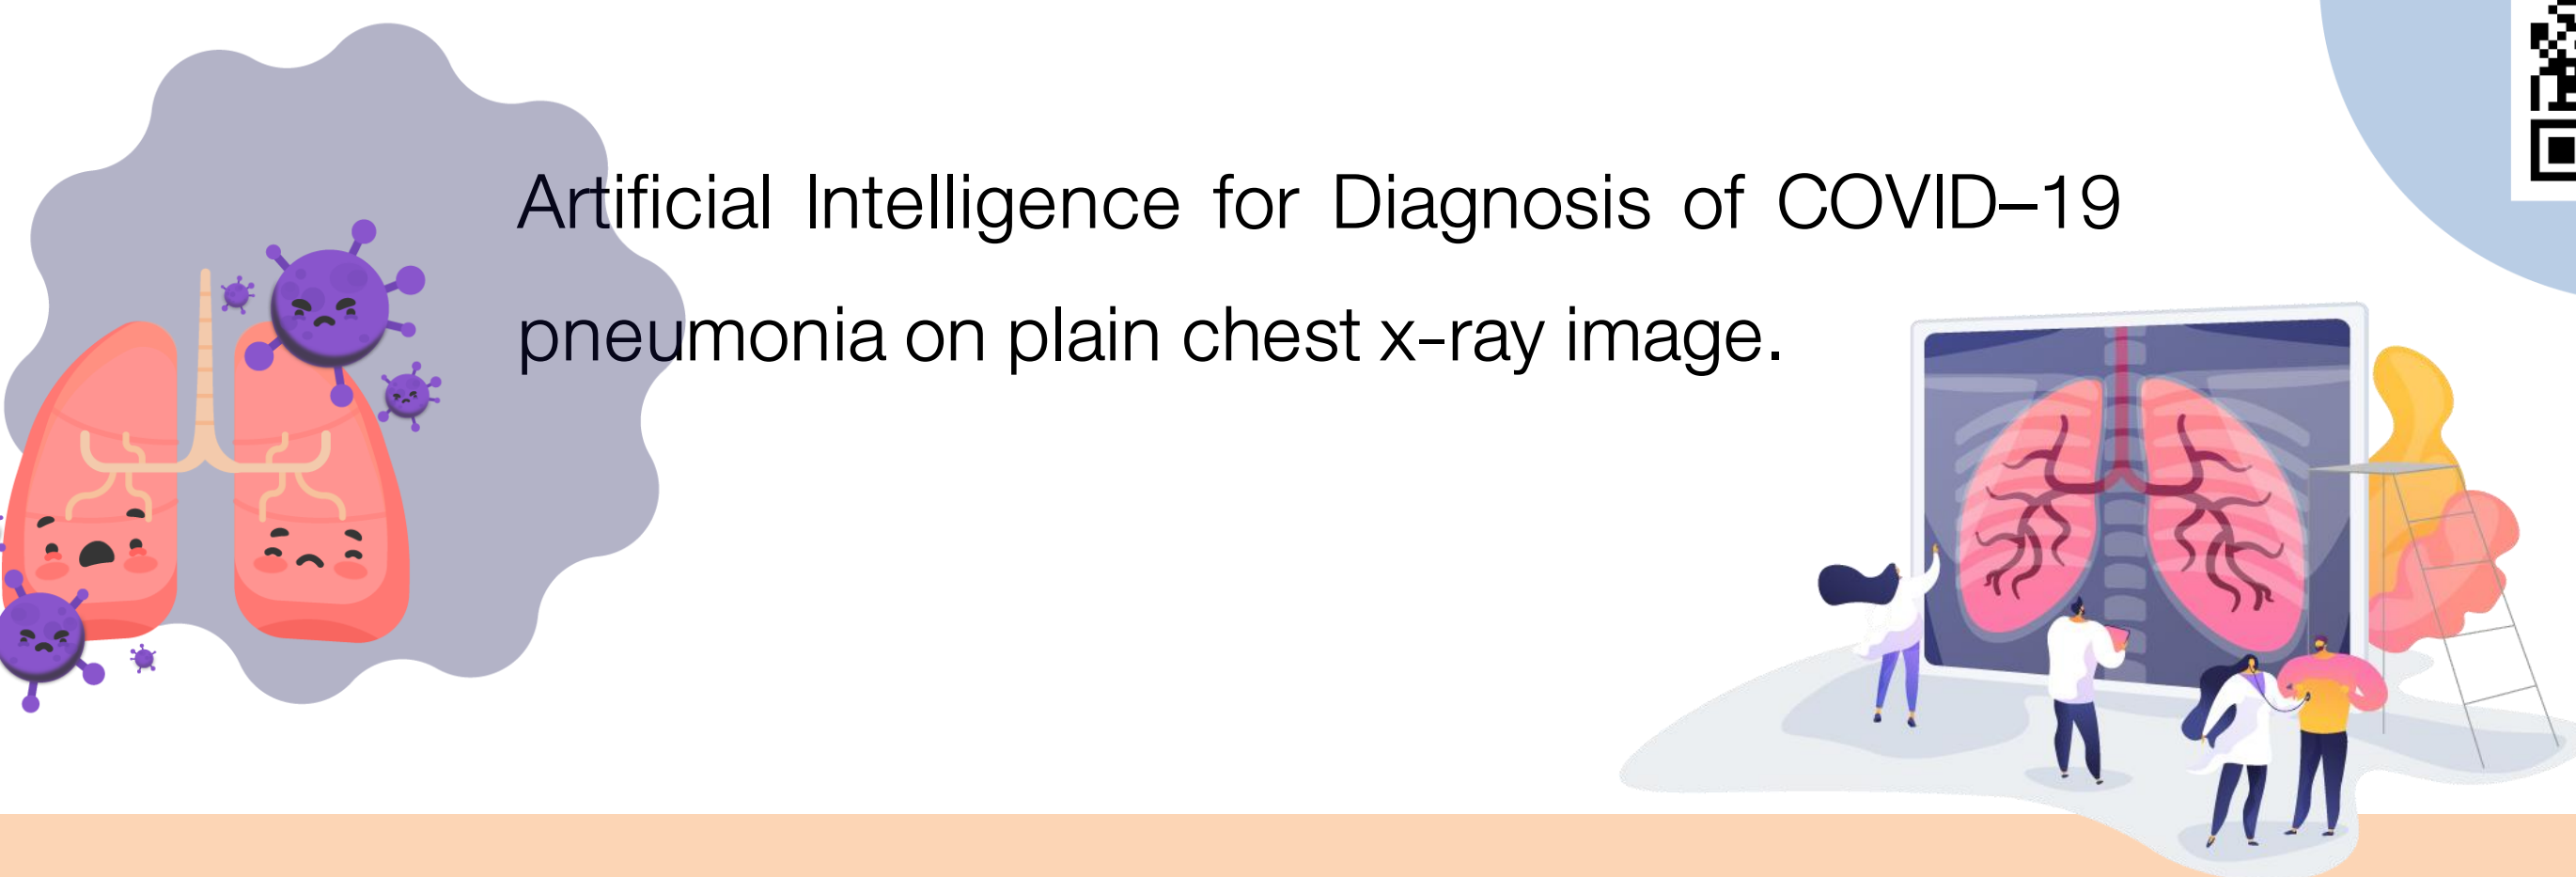 Artificial Intelligence for Diagnosis of COVID–19
pneumonia on plain chest x-ray image.